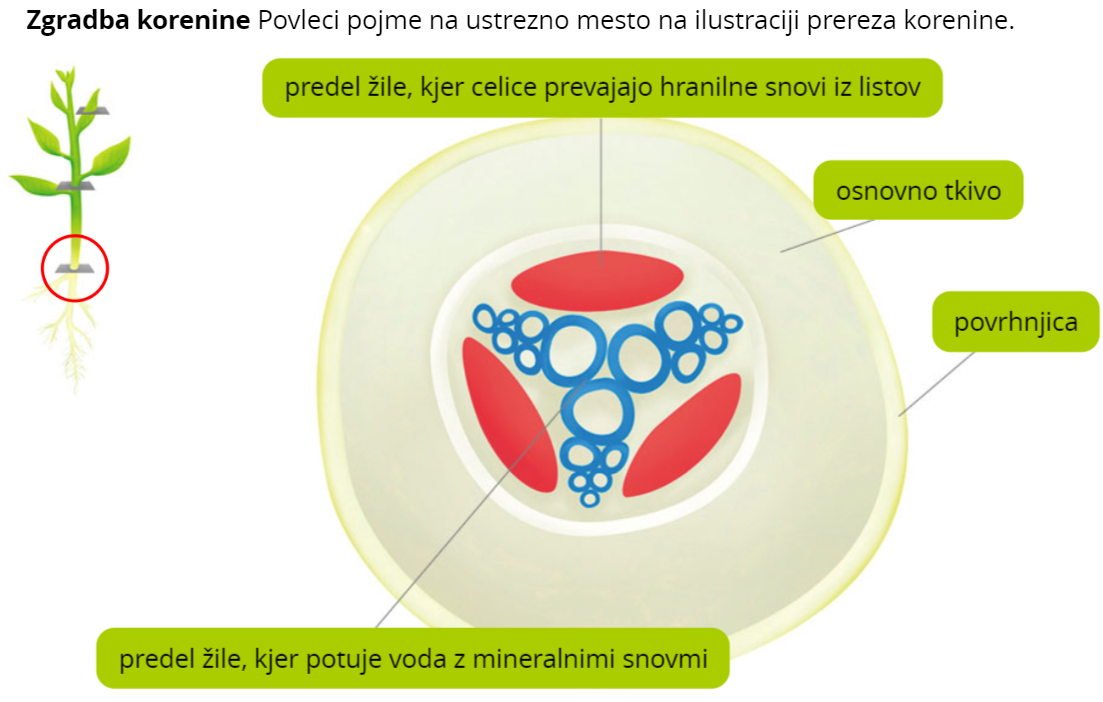 Zgradba korenine Povleci pojme na ustrezno mesto na ilustraciji prereza korenine.
predel žile, kjer celice prevajajo hranilne snovi iz listov
osnovno tkivo
povrhnjica
predel žile, kjer potuje voda z mineralnimi snovmi